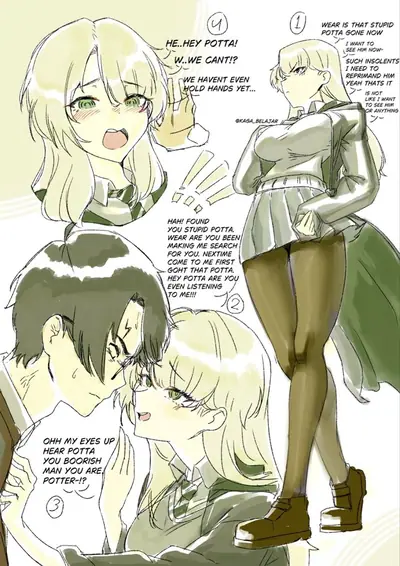 1
WEAR IS THAT STUPID
POTTA GONE NOW
I WANT TO
SEE HIM NOW-
SUCH INSOLENTS
I NEED TO
REPRIMAND HIM
YEAH THATS IT
IS NOT
LIKE I WANT
TO SEE HIM
OR ANYTHING
@KAGA_BELAJAR
!!!
HAH! FOUND
YOU STUPID POTTA.
WEAR ARE YOU BEEN
MAKING ME SEARCH
FOR YOU. NEXTIME
COME TO ME FIRST
GOHT THAT POTTA.
HEY POTTA ARE YOU
EVEN LISTENING
TO ME!!!
2
OHH MY EYES UP
HEAR POTTA
YOU BOORISH
MAN YOU ARE.
POTTER-!?
3
4
HE..HEY POTTA!
W..WE CANT!?
WE HAVENT EVEN
HOLD HANDS YET...